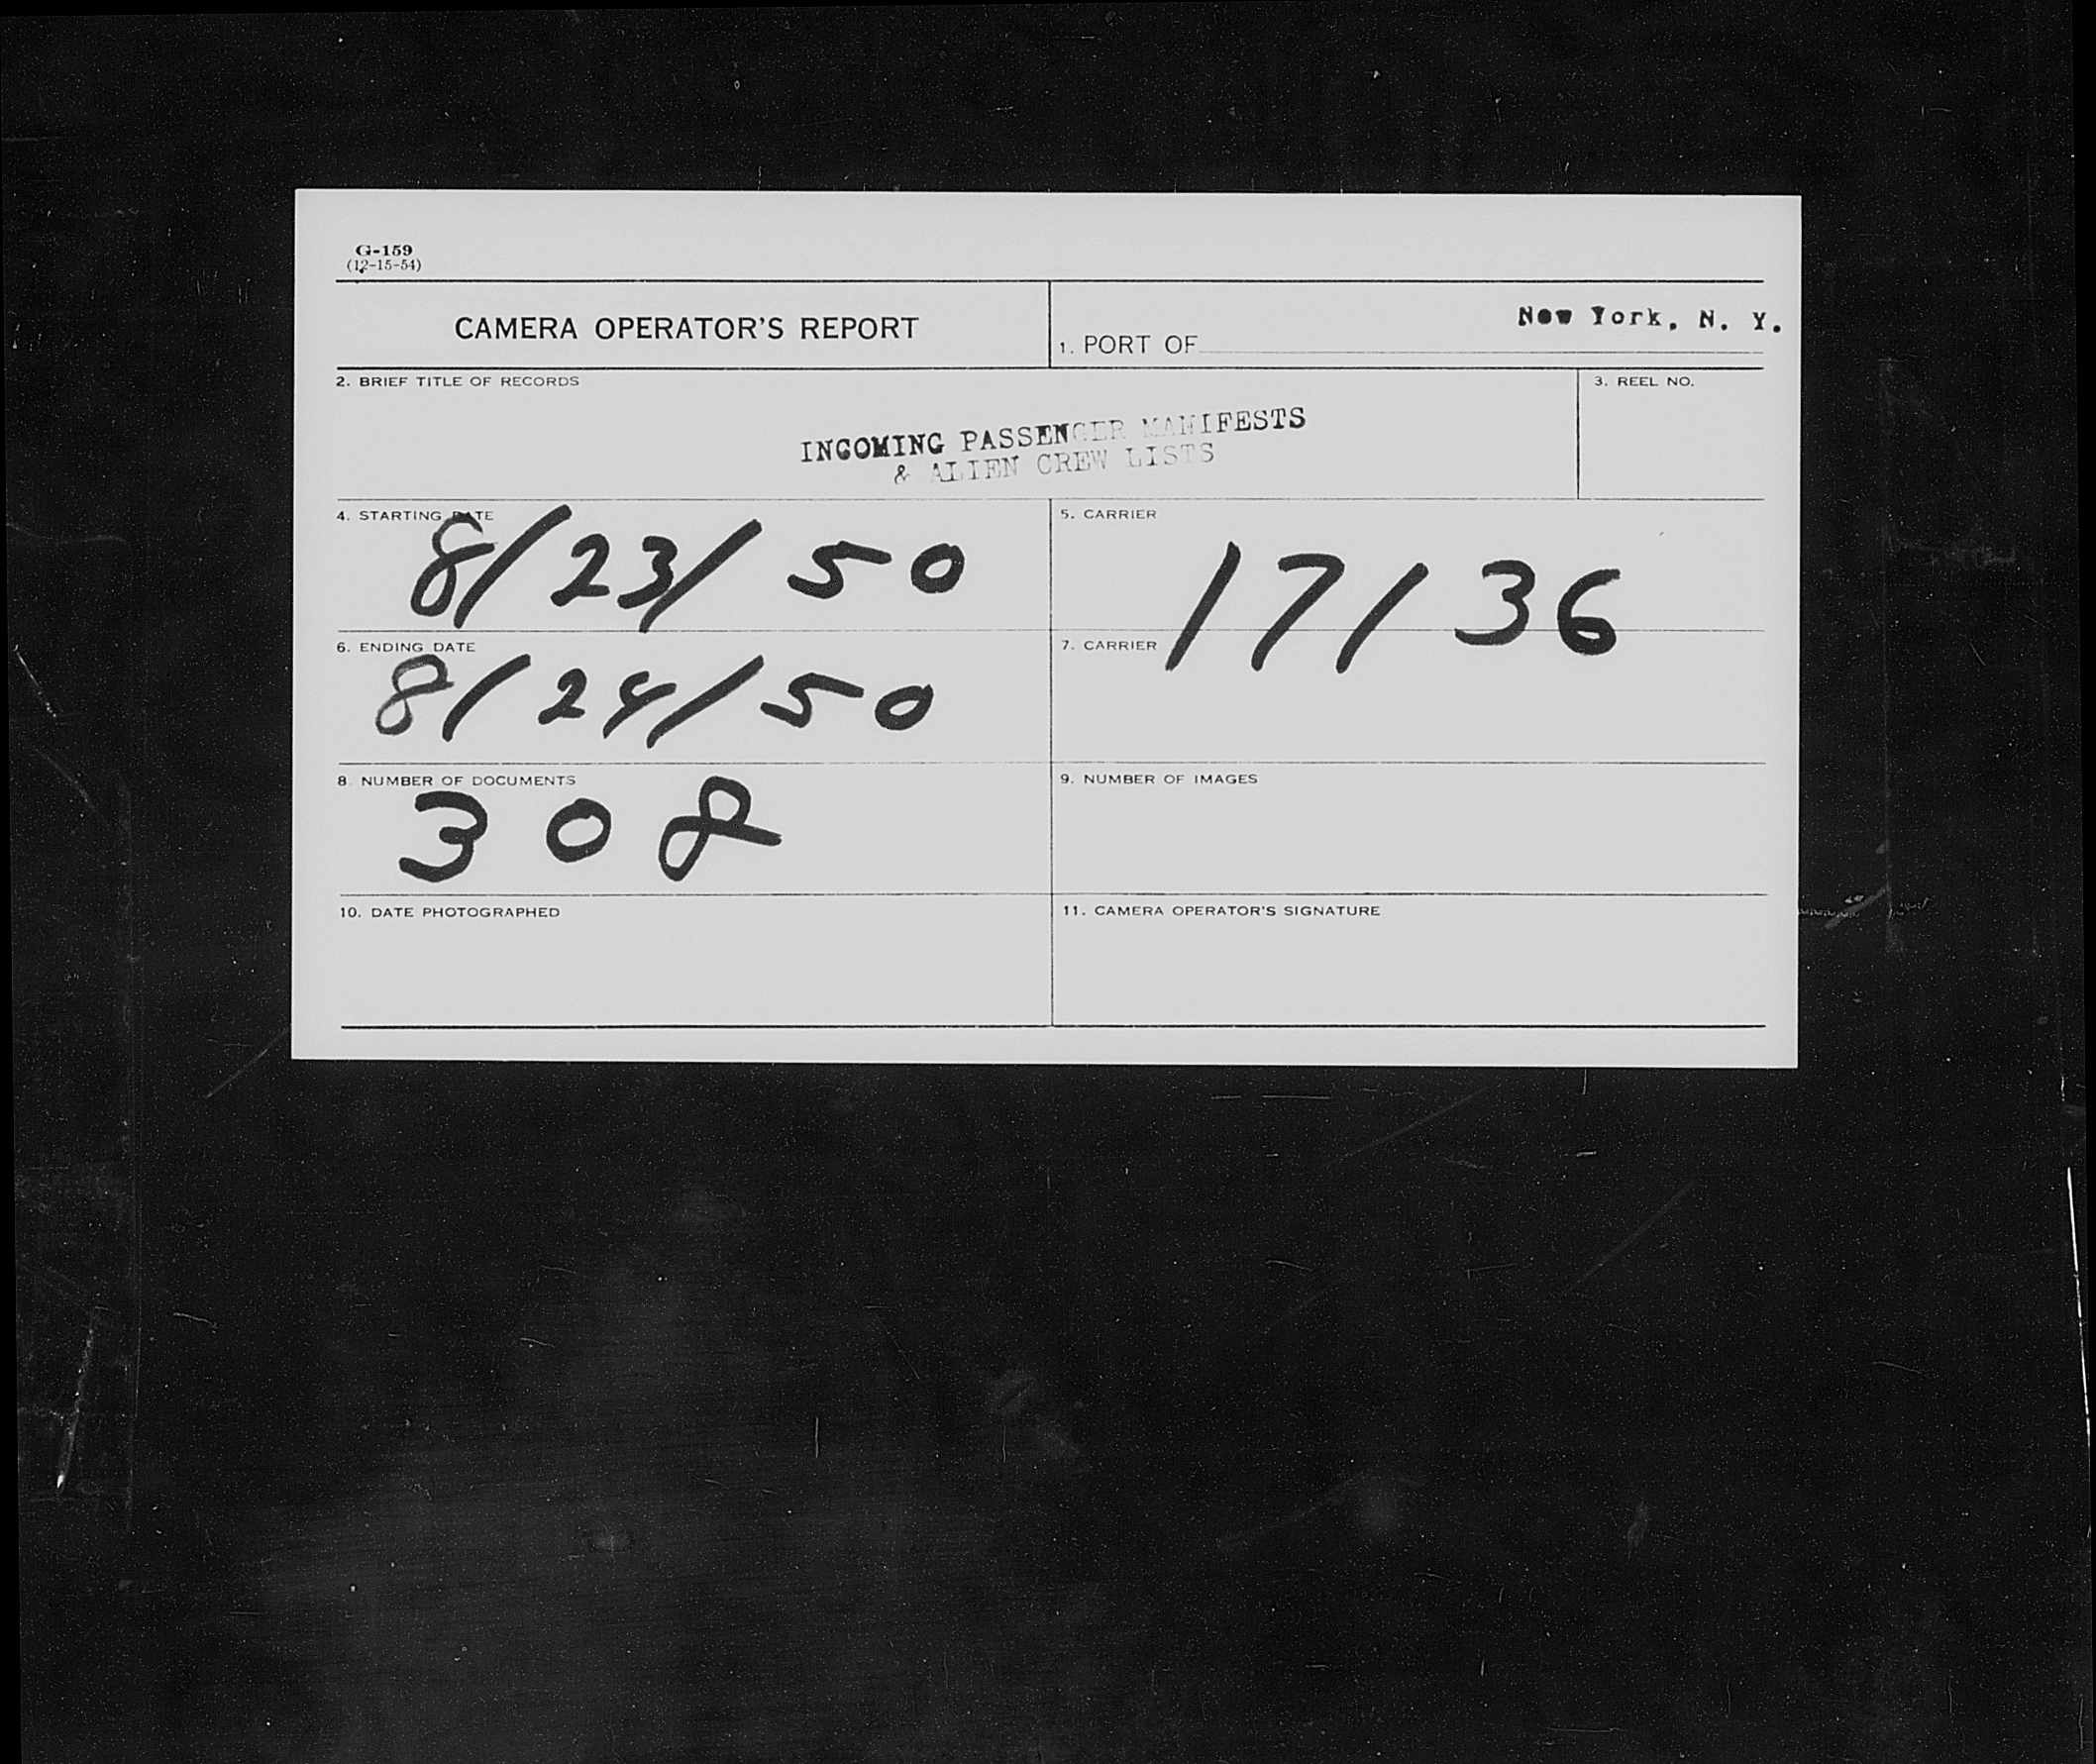 G-159
(12-15-54)
CAMERA OPERATOR'S REPORT
1. PORT OF New York, N. Y.
2. BRIEF TITLE OF RECORDS
INCOMING PASSENGER MANIFESTS
& ALIEN CREW LISTS
3. REEL NO.
4. STARTING DATE
8/23/50
5. CARRIER
17136
6. ENDING DATE
8/24/50
7. CARRIER
8. NUMBER OF DOCUMENTS
308
9. NUMBER OF IMAGES
10. DATE PHOTOGRAPHED
11. CAMERA OPERATOR'S SIGNATURE